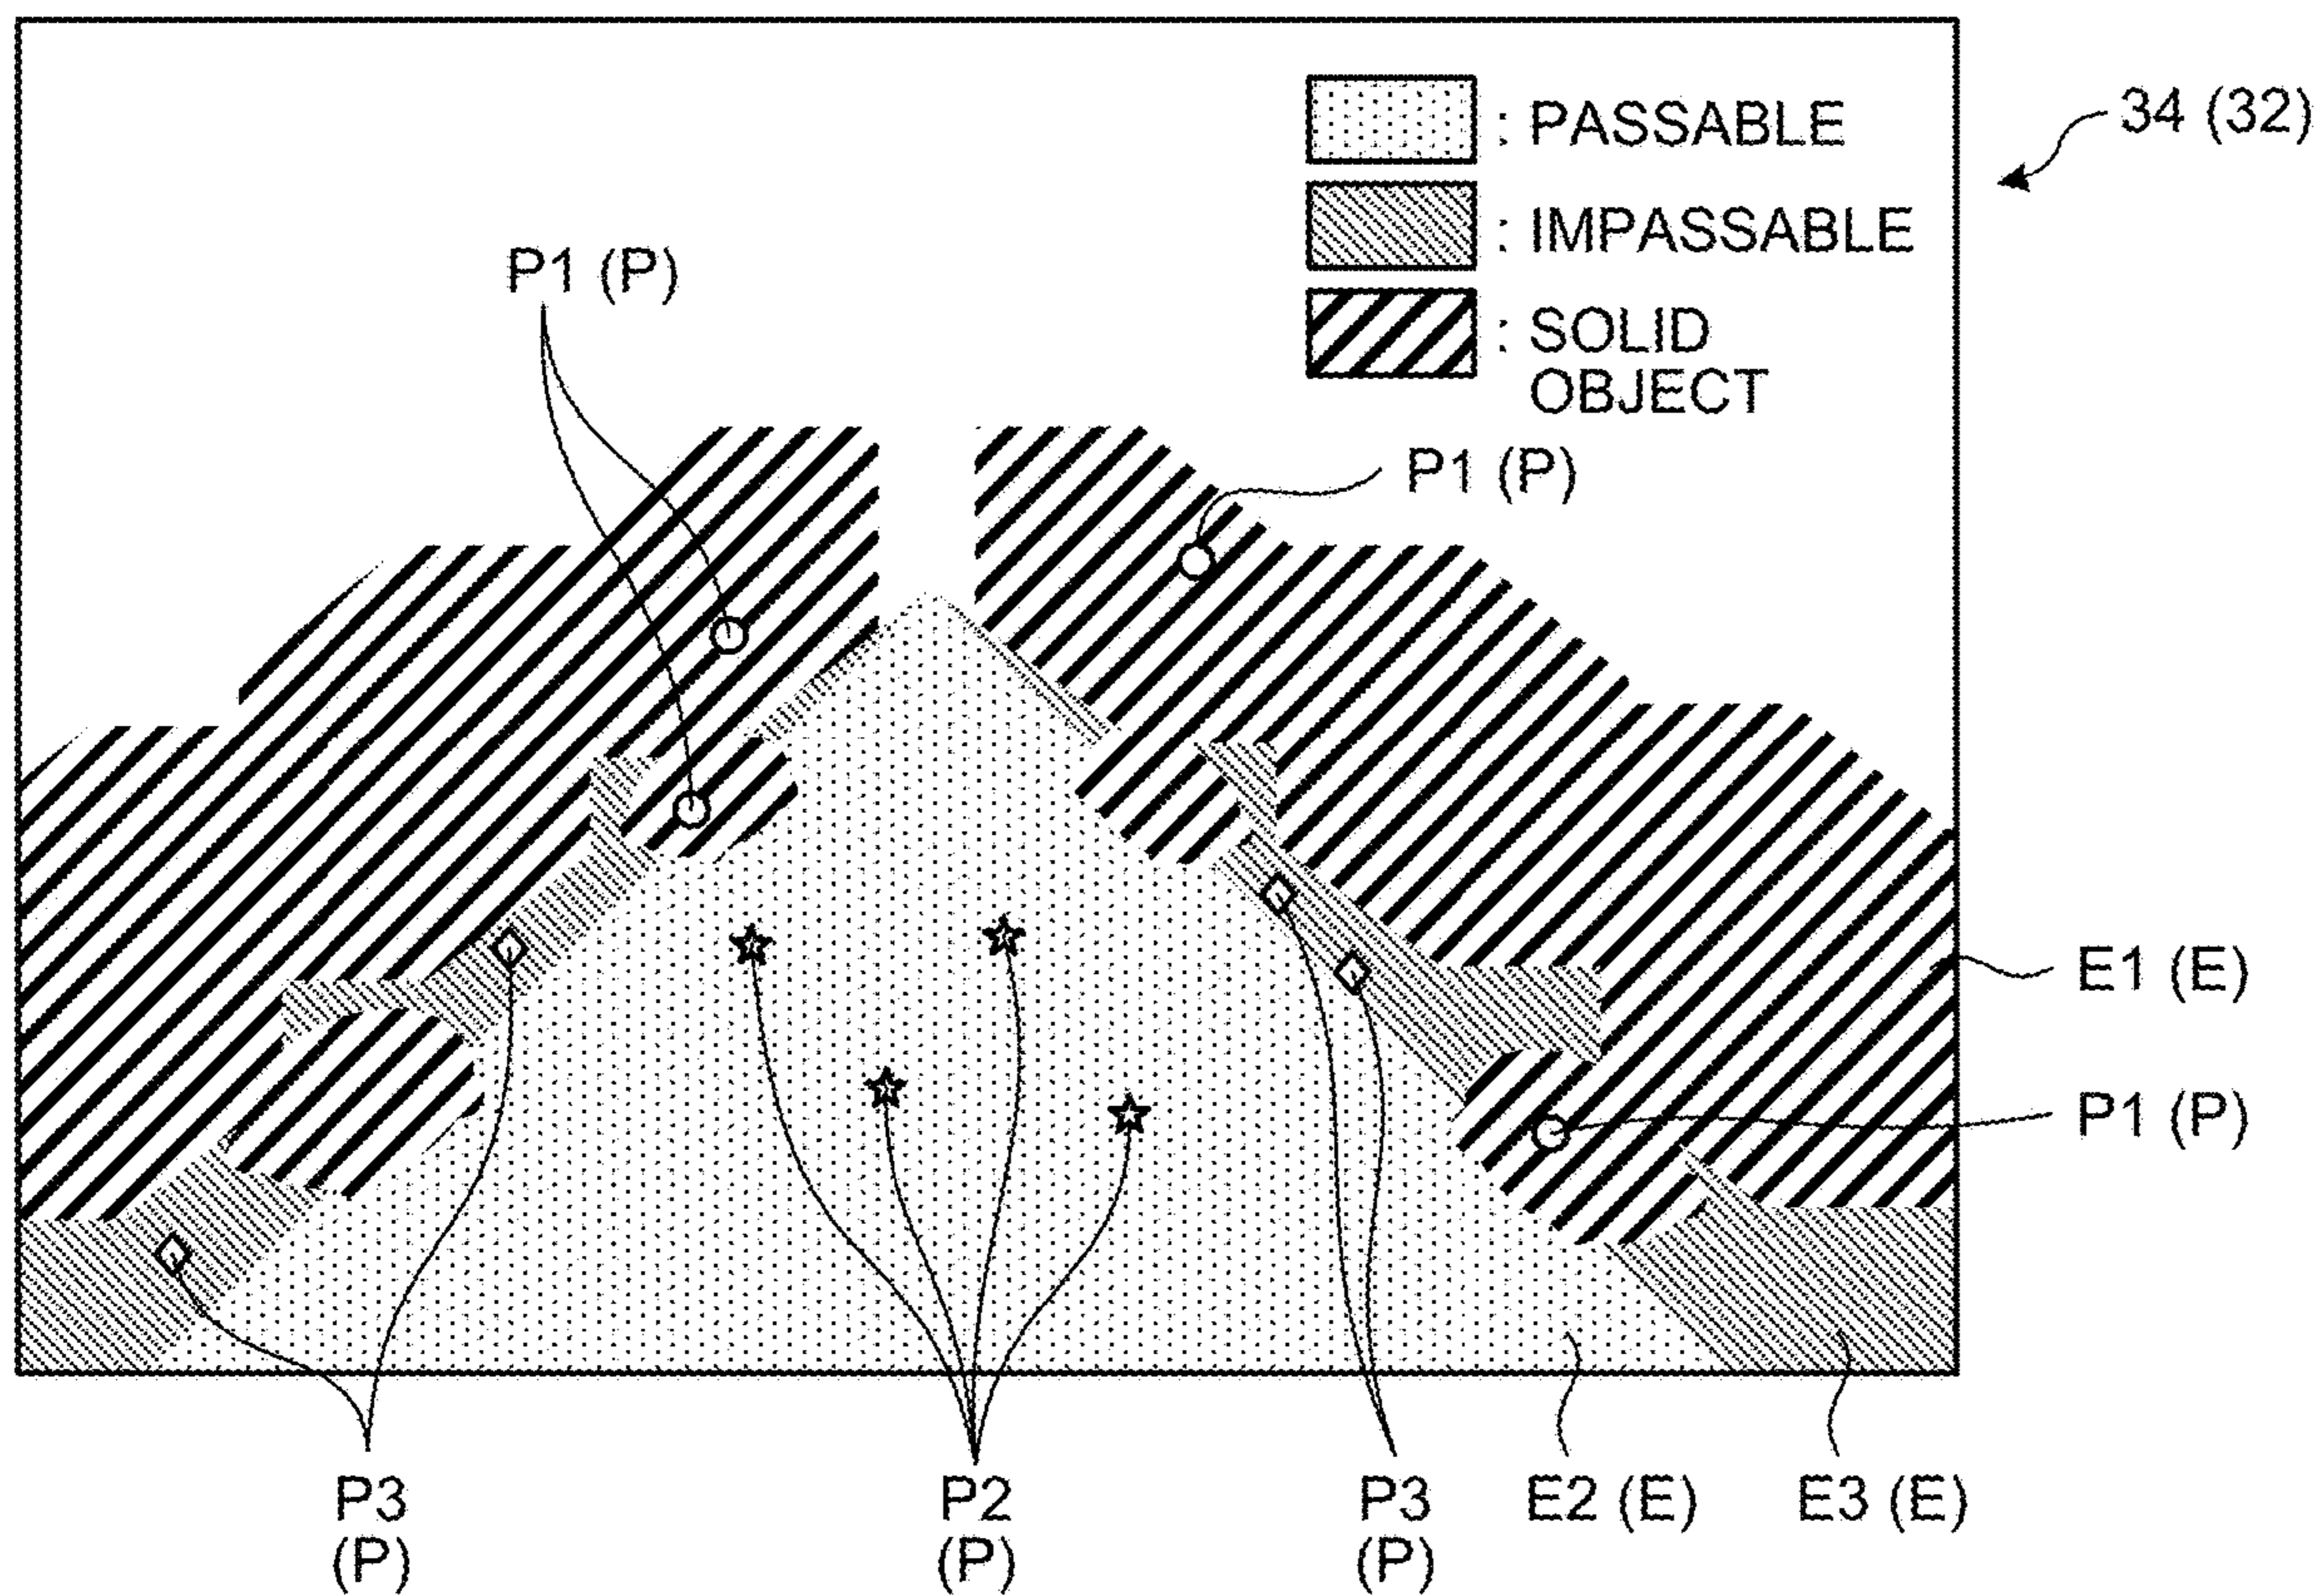 : PASSABLE
34 (32)
: IMPASSABLE
P1 (P)
: SOLID
OBJECT
P1 (P)
E1 (E)
P1 (P)
P3
(P)
P2
(P)
P3
(P)
E2 (E)
E3 (E)